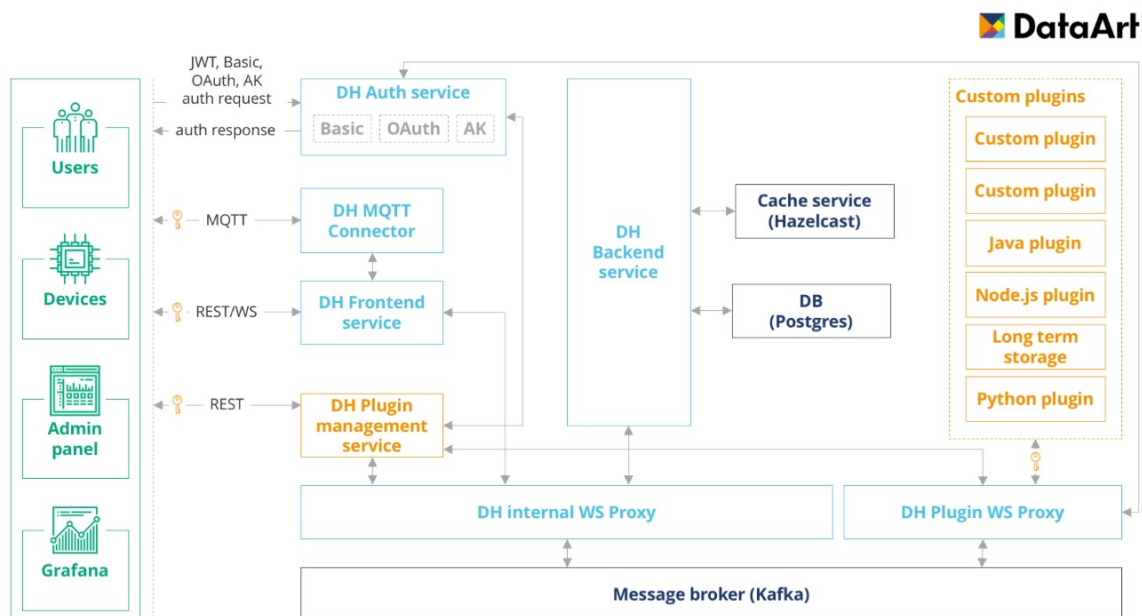 DataArt
JWT, Basic,
OAuth, AK
auth request
auth response
Users
Devices
Admin
panel
Grafana
DH Auth service
Basic
OAuth
AK
MQTT
DH MQTT
Connector
REST/WS
DH Frontend
service
REST
DH Plugin
management
service
DH
Backend
service
Cache service
(Hazelcast)
DB
(Postgres)
Custom plugins
Custom plugin
Custom plugin
Java plugin
Node.js plugin
Long term
storage
Python plugin
DH internal WS Proxy
DH Plugin WS Proxy
Message broker (Kafka)